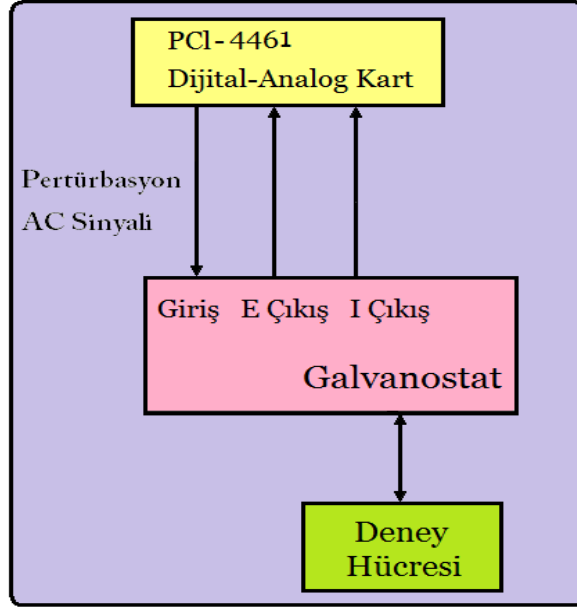 PCl-4461
Dijital-Analog Kart
Pertürbasyon
AC Sinyali
Giriş E Çıkış I Çıkış
Galvanostat
Deney
Hücresi